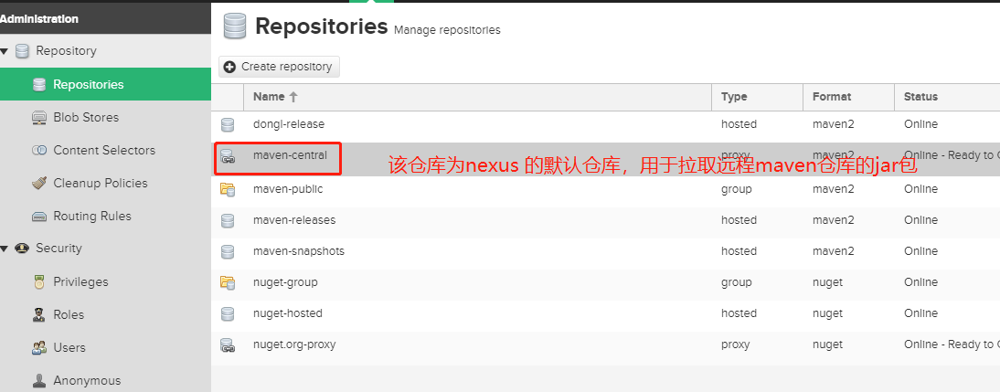 Administration
Repository
Repositories
Blob Stores
Content Selectors
Cleanup Policies
Routing Rules
Security
Privileges
Roles
Users
Anonymous
Repositories Manage repositories
Create repository
Name Type Format Status
dongl-release hosted maven2 Online
maven-central proxy maven2 Online - Ready to C
该仓库为nexus 的默认仓库，用于拉取远程maven仓库的jar包
maven-public group maven2 Online
maven-releases hosted maven2 Online
maven-snapshots hosted maven2 Online
nuget-group group nuget Online
nuget-hosted hosted nuget Online
nuget.org-proxy proxy nuget Online - Ready to C